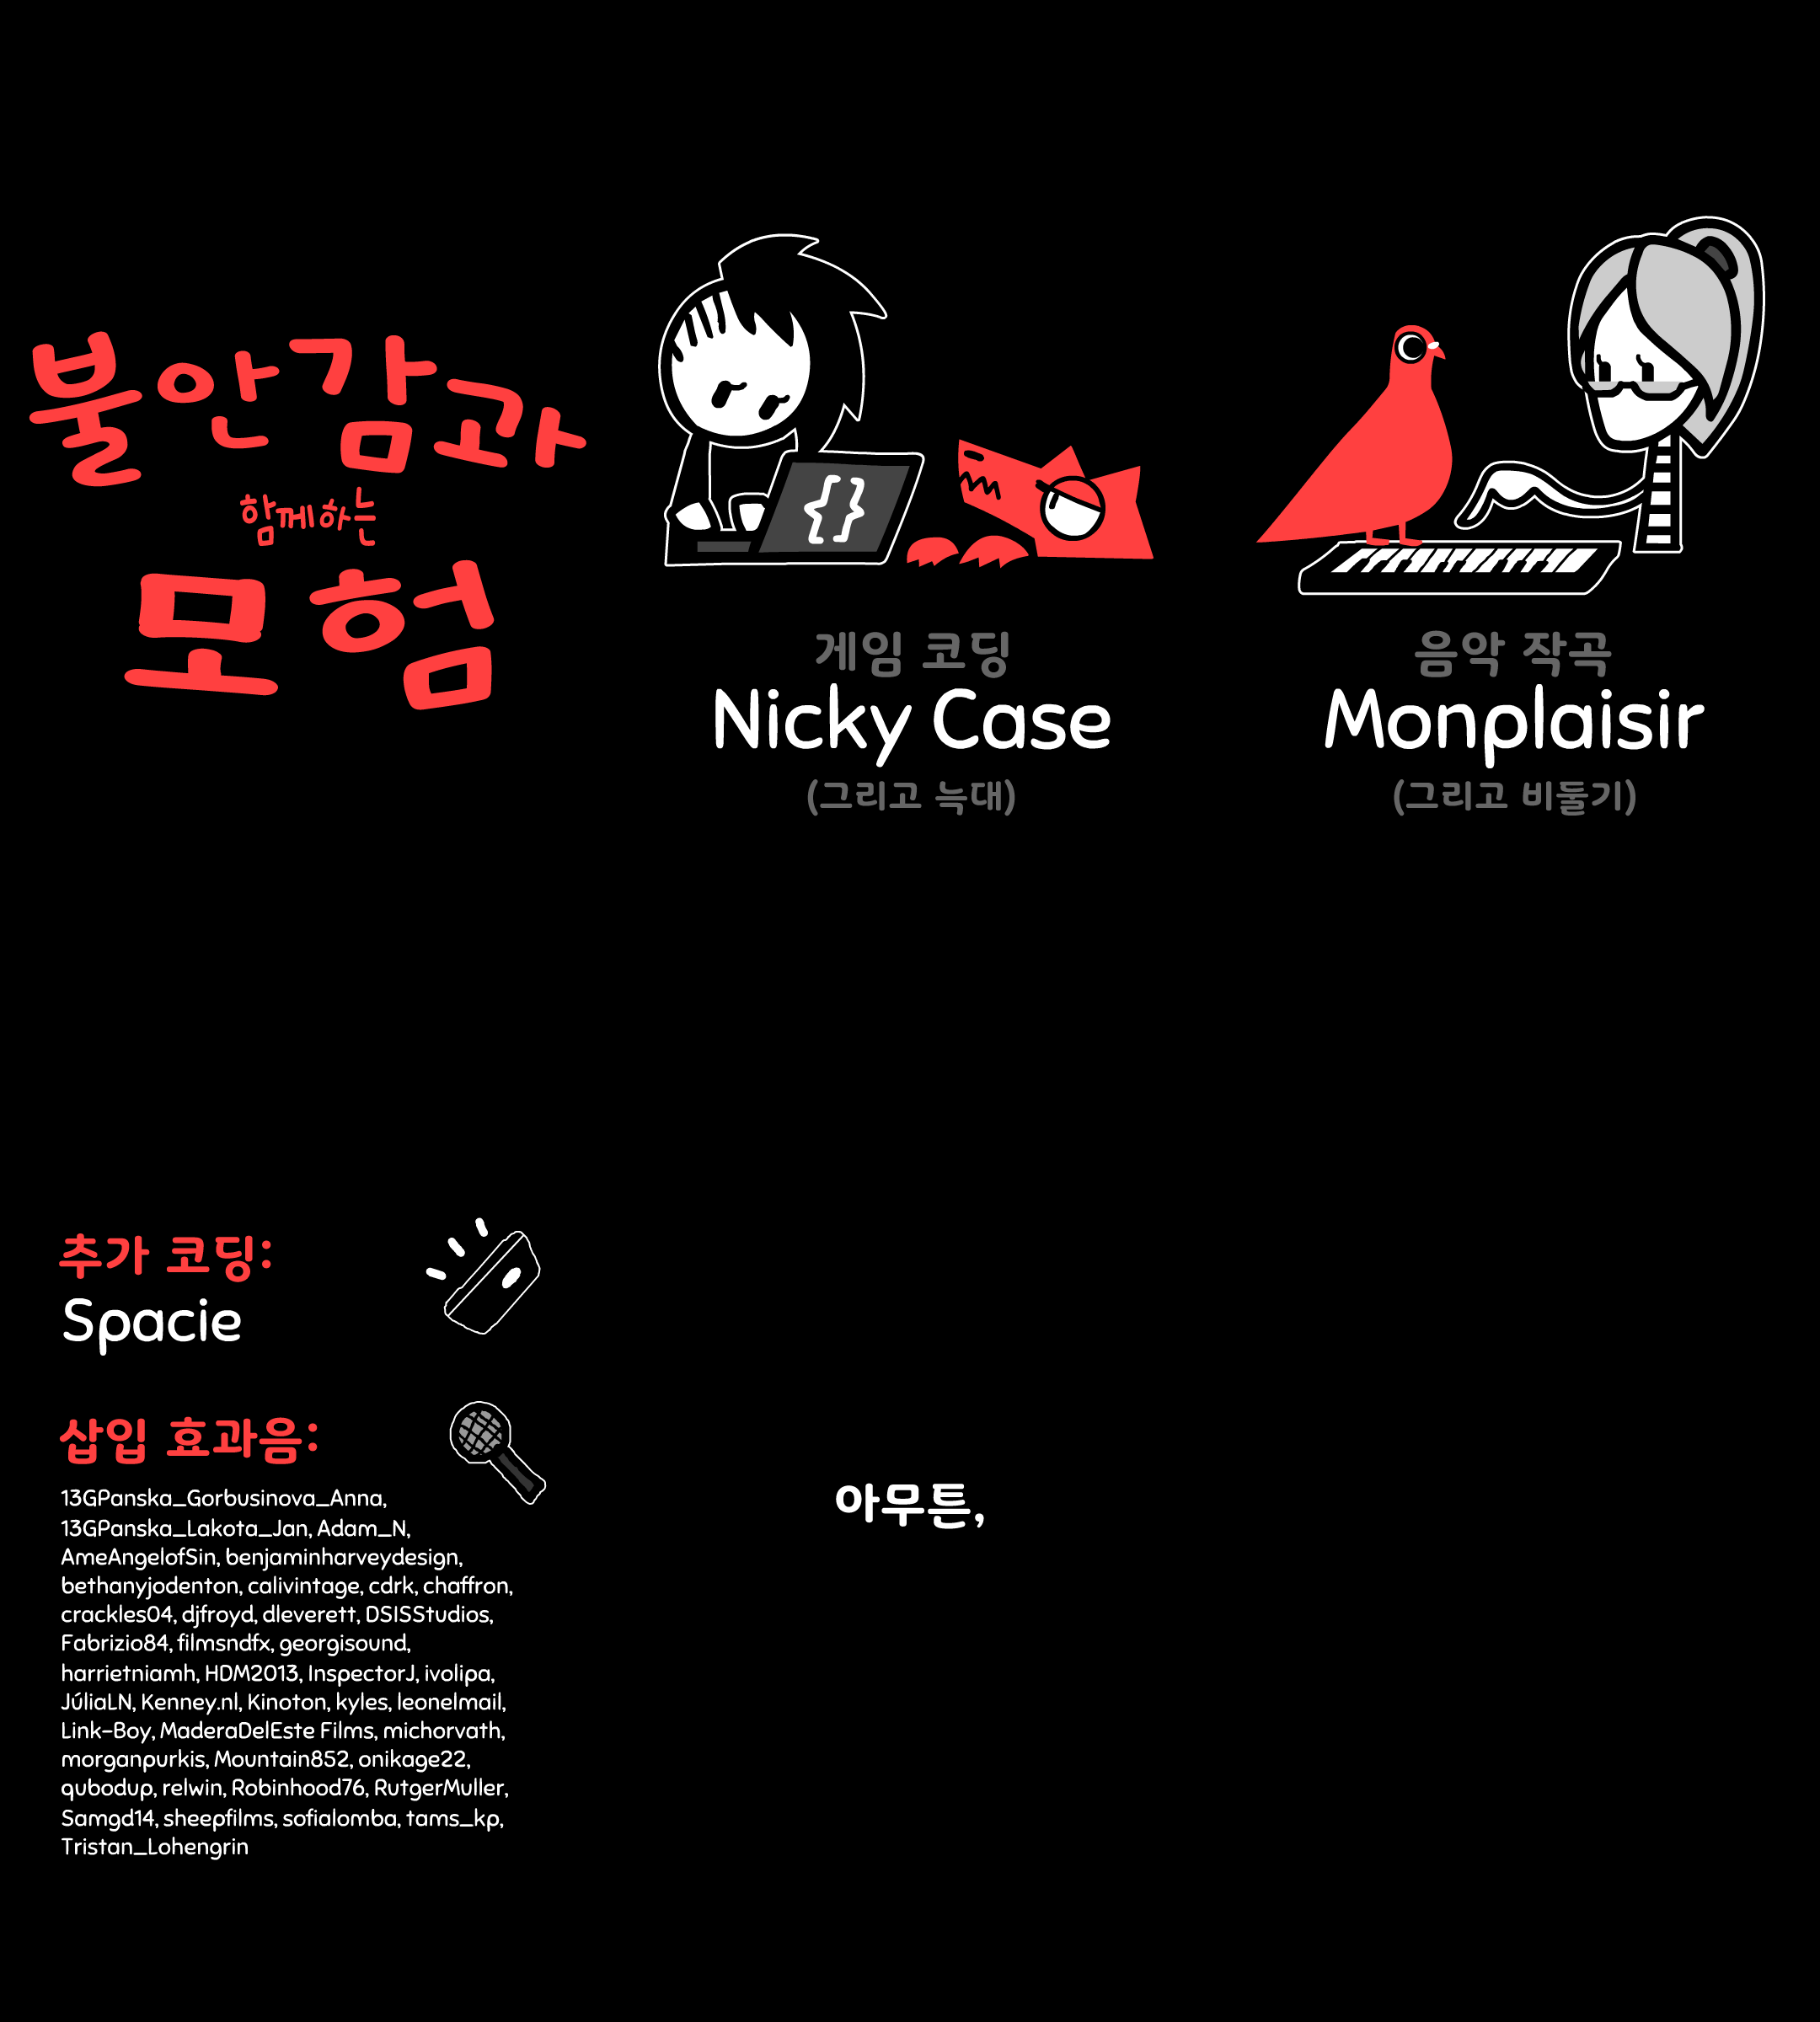 불안감과
함께하는
모험
{ }
게임 코딩
Nicky Case
(그리고 늑대)
음악 작곡
Monplaisir
(그리고 비둘기)
추가 코딩:
Spacie
삽입 효과음:
13GPanska_Gorbusinova_Anna,
13GPanska_Lakota_Jan, Adam_N,
AmeAngelofSin, benjaminharveydesign,
bethanyjodenton, calivintage, cdrk, chaffron,
crackles04, djfroyd, dleverett, DSISStudios,
Fabrizio84, filmsndfx, georgisound,
harrietniamh, HDM2013, InspectorJ, ivolipa,
JúliaLN, Kenney.nl, Kinoton, kyles, leonelmail,
Link-Boy, MaderaDelEste Films, michorvath,
morganpurkis, Mountain852, onikage22,
qubodup, relwin, Robinhood76, RutgerMuller,
Samgd14, sheepfilms, sofialomba, tams_kp,
Tristan_Lohengrin
아무튼,